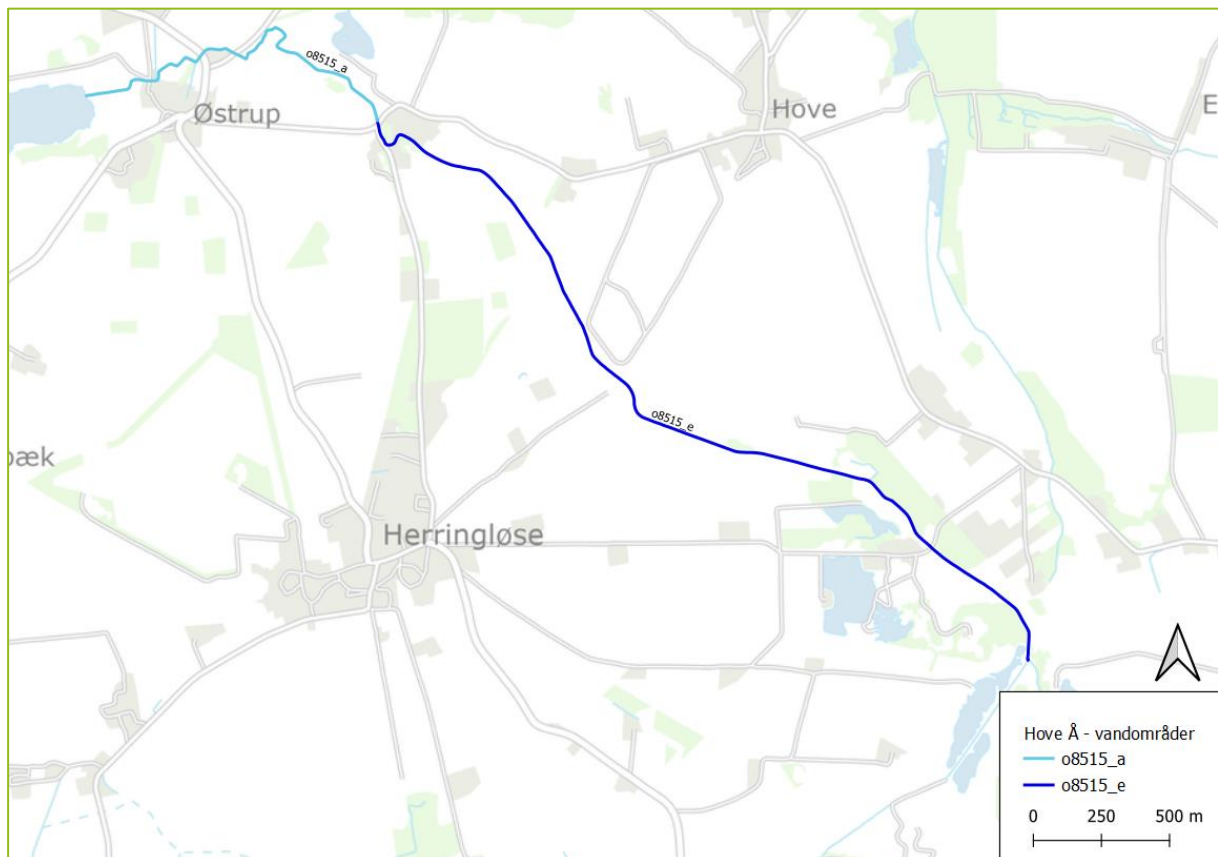 o8515_a
Østrup
Hove
E
o8515_e
bæk
Herringløse
Hove Å - vandområder
o8515_a
o8515_e
0 250 500 m